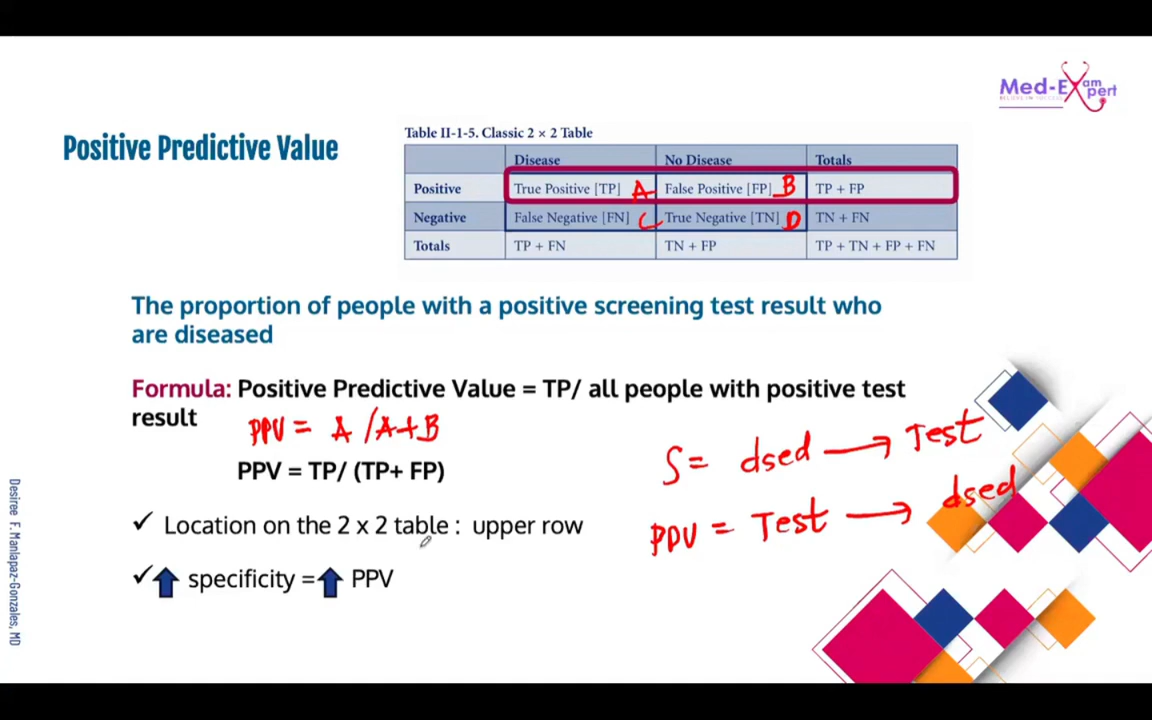 Med-Exam
pert
Positive Predictive Value
Table II-1-5. Classic 2 × 2 Table
Disease No Disease Totals
Positive True Positive [TP] A False Positive [FP] B TP + FP
Negative False Negative [FN] C True Negative [TN] D TN + FN
Totals TP + FN TN + FP TP + TN + FP + FN
The proportion of people with a positive screening test result who
are diseased
Formula: Positive Predictive Value = TP/ all people with positive test
result
PPV = A /A+B
PPV = TP/ (TP+ FP)
S= dsed → Test
PPV = Test → dsed
✓ Location on the 2 x 2 table : upper row
✓ ↑ specificity = ↑ PPV
Desiree F. Manlapaz-Gonzales, MD